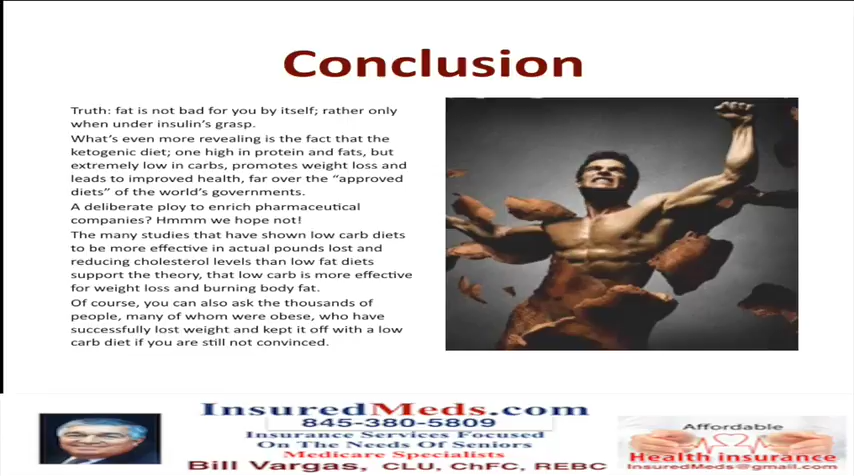 Conclusion
Truth: fat is not bad for you by itself; rather only
when under insulin's grasp.
What's even more revealing is the fact that the
ketogenic diet; one high in protein and fats, but
extremely low in carbs, promotes weight loss and
leads to improved health, far over the “approved
diets” of the world's governments.
A deliberate ploy to enrich pharmaceutical
companies? Hmmm we hope not!
The many studies that have shown low carb diets
to be more effective in actual pounds lost and
reducing cholesterol levels than low fat diets
support the theory, that low carb is more effective
for weight loss and burning body fat.
Of course, you can also ask the thousands of
people, many of whom were obese, who have
successfully lost weight and kept it off with a low
carb diet if you are still not convinced.
InsuredMeds.com
845-380-5809
Insurance Services Focused
On The Needs Of Seniors
Medicare Specialists
Bill Vargas, CLU, ChFC, REBC
Affordable
Health insurance
InsuredMeds@gmail.com